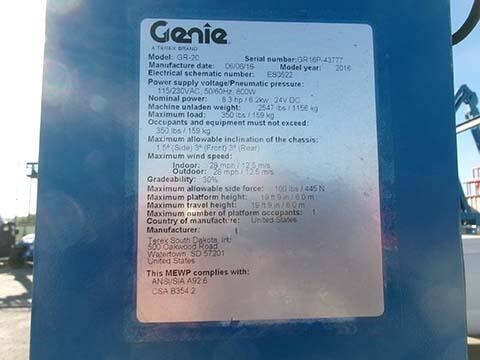 Genie
A TEREX BRAND
Model: GR-20 Serial number: GR16P-43777
Manufacture date: 06/06/16 Model year: 2016
Electrical schematic number: ES0522
Power supply voltage/Pneumatic pressure:
115/230VAC, 50/60Hz, 800W
Nominal power: 8.3 hp / 6.2kw 24V DC
Machine unladen weight: 2547 lbs / 1156 kg
Maximum load: 350 lbs / 159 kg
Occupants and equipment must not exceed:
350 lbs / 159 kg
Maximum allowable inclination of the chassis:
1.5° (Side) 3° (Front) 3° (Rear)
Maximum wind speed:
Indoor: 28 mph / 12.5 m/s
Outdoor: 28 mph / 12.5 m/s
Gradeability: 30%
Maximum allowable side force: 100 lbs / 445 N
Maximum platform height: 19 ft 9 in / 6.0 m
Maximum travel height: 19 ft 9 in / 6.0 m
Maximum number of platform occupants: 1
Country of manufacture: United States
Manufacturer:
Terex South Dakota, Inc.
500 Oakwood Road
Watertown, SD 57201
United States
This MEWP complies with:
ANSI/SIA A92.6
CSA B354.2